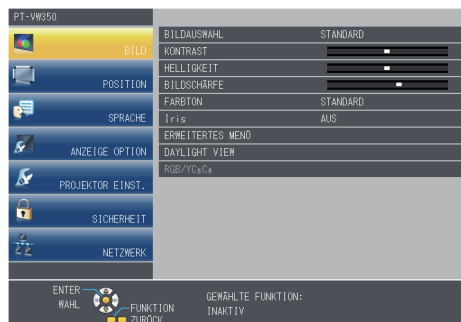 PT-VW350
BILD
POSITION
SPRACHE
ANZEIGE OPTION
PROJEKTOR EINST.
SICHERHEIT
NETZWERK
BILDAUSWAHL STANDARD
KONTRAST
HELLIGKEIT
BILDSCHÄRFE
FARBTON STANDARD
Iris AUS
ERWEITERTES MENÜ
DAYLIGHT VIEW
RGB/YCBCR
ENTER
WAHL
FUNKTION
ZURÜCK
GEWÄHLTE FUNKTION:
INAKTIV